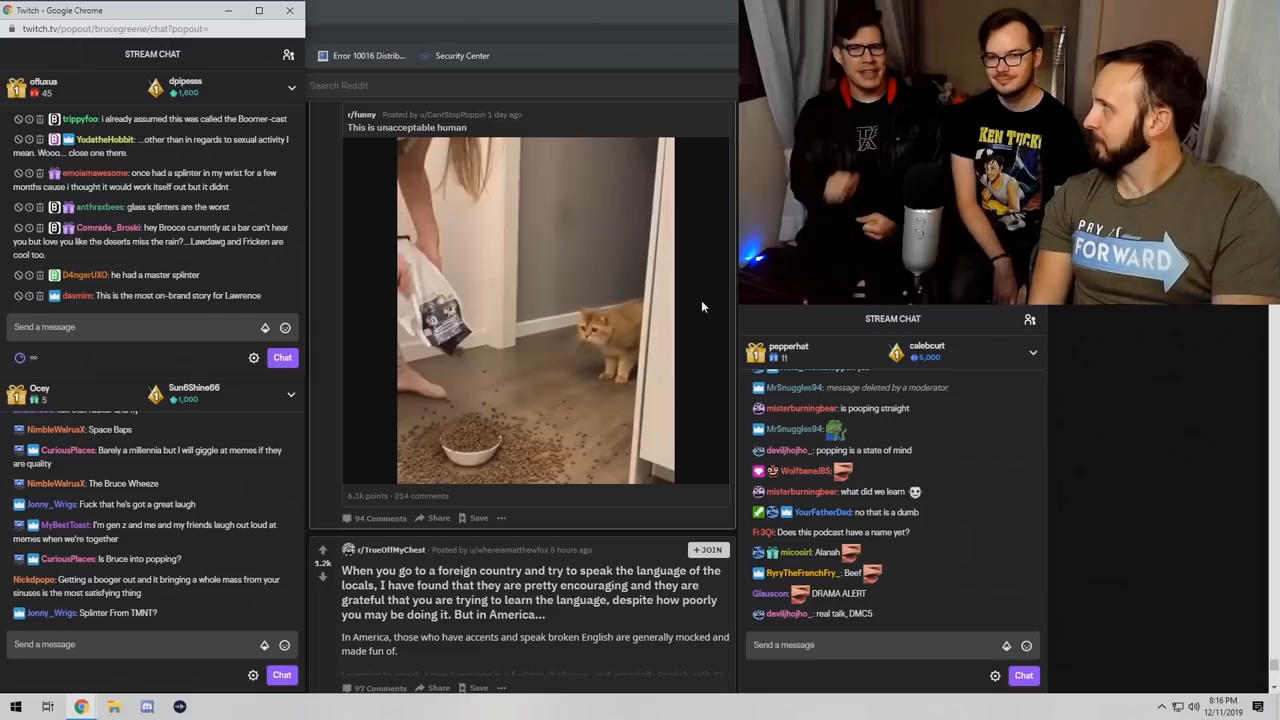 Twitch - Google Chrome
twitch.tv/popout/brucegreene/chat?popout=
STREAM CHAT
ofluxus
45
dpipesss
1,600
trippyfoo: i already assumed this was called the Boomer-cast
YodatheHobbit: ...other than in regards to sexual activity I
mean. Wooo.... close one there.
emoiamawesome: once had a splinter in my wrist for a few
months cause i thought it would work itself out but it didnt
anthraxbees: glass splinters are the worst
Comrade_Broski: hey Brooce currently at a bar can't hear
you but love you like the deserts miss the rain?...Lawdawg and Fricken are
cool too.
D4ngerUXO: he had a master splinter
dasmim: This is the most on-brand story for Lawrence
Send a message
∞
Chat
Ocey
5
Sun6Shine66
1,000
NimbleWalrusX: Space Baps
CuriousPlaces: Barely a millennia but I will giggle at memes if they
are quality
NimbleWalrusX: The Bruce Wheeze
Jonny_Wrigs: Fuck that he's got a great laugh
MyBestToast: I'm gen z and me and my friends laugh out loud at
memes when we're together
CuriousPlaces: Is Bruce into popping?
Nickdpopo: Getting a booger out and it bringing a whole mass from your
sinuses is the most satisfying thing
Jonny_Wrigs: Splinter From TMNT?
Send a message
Chat
Error 10016 Distrib...
Security Center
Search Reddit
r/funny · Posted by u/CantStopPoppin 1 day ago
This is unacceptable human
6.3k points · 214 comments
94 Comments
Share
Save
r/TrueOffMyChest · Posted by u/whereismatthewfox 5 hours ago
+ JOIN
1.2k
When you go to a foreign country and try to speak the language of the
locals, I have found that they are pretty encouraging and they are
grateful that you are trying to learn the language, despite how poorly
you may be doing it. But in America...
In America, those who have accents and speak broken English are generally mocked and
made fun of.
97 Comments
Share
Save
KEN TUCKY
PAY IT
FORWARD
STREAM CHAT
pepperhat
11
calebcurt
5,000
MrSnuggles94: message deleted by a moderator.
misterburningbear: is pooping straight
MrSnuggles94:
deviljhojho_: popping is a state of mind
WolfbaneJBS:
misterburningbear: what did we learn
YourFatherDad: no that is a dumb
Fr3Qi: Does this podcast have a name yet?
micooirl: Alanah
RyryTheFrenchFry_: Beef
Glauscon: DRAMA ALERT
deviljhojho_: real talk, DMC5
Send a message
Chat
8:16 PM
12/11/2019